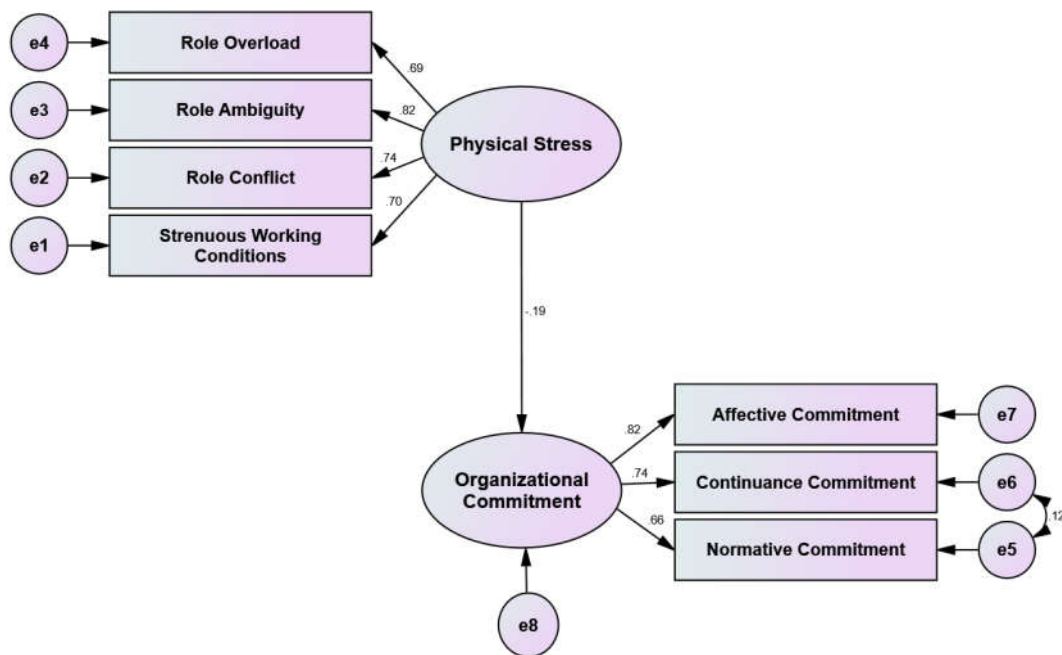 e4
Role Overload
.69
e3
Role Ambiguity
.82
Physical Stress
e2
Role Conflict
.74
.70
e1
Strenuous Working
Conditions
-.19
Affective Commitment
e7
.82
Organizational
Commitment
.74
Continuance Commitment
e6
.12
.66
Normative Commitment
e5
e8